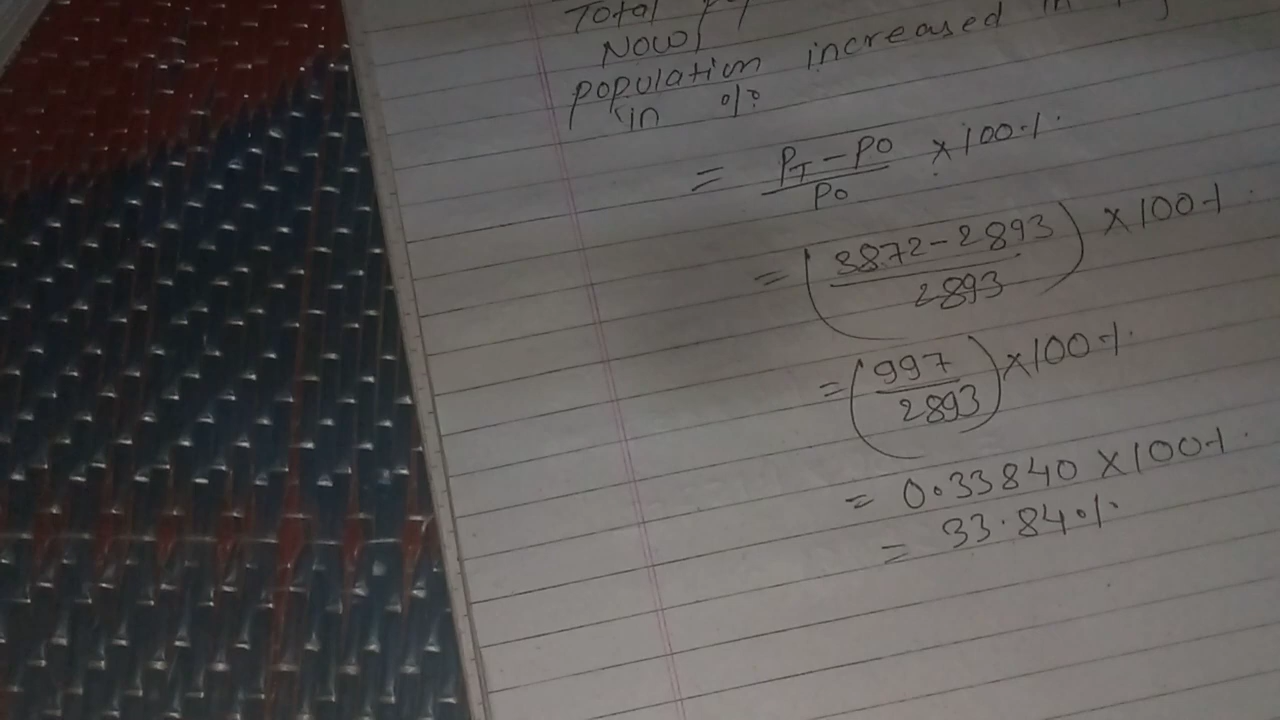 Total
Now,
population increased in
in %
= PT - P0 / P0 × 100%.
= (3872 - 2893 / 2893) × 100%.
= (997 / 2893) × 100%.
= 0.33840 × 100%.
= 33.84%.